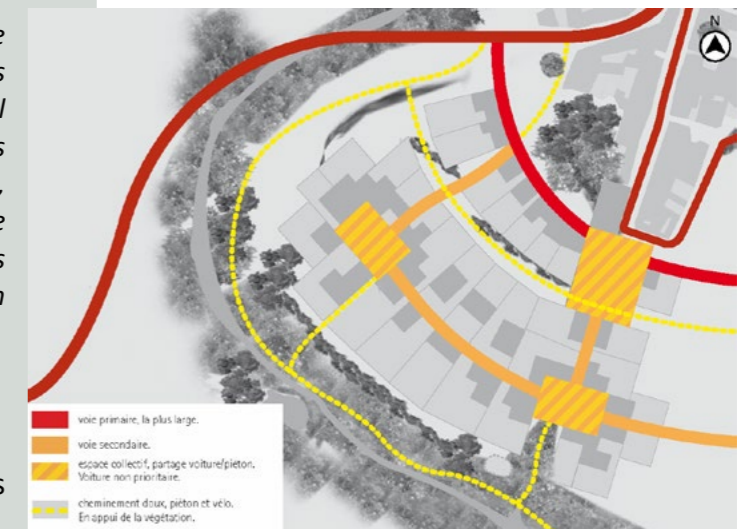 e
s
l
s
,
e
s
n
s
N
voie primaire, la plus large.
voie secondaire.
espace collectif, partage voiture/piéton.
Voiture non prioritaire.
cheminement doux, piéton et vélo.
En appui de la végétation.